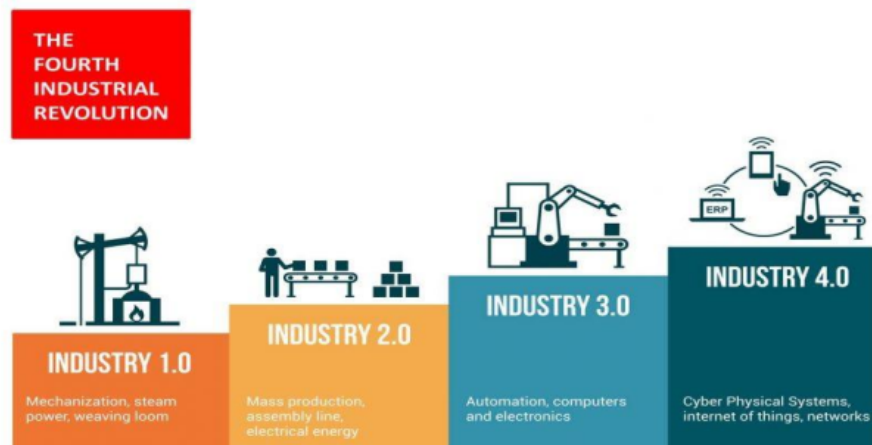 THE
FOURTH
INDUSTRIAL
REVOLUTION
ERP
INDUSTRY 1.0
Mechanization, steam
power, weaving loom
INDUSTRY 2.0
Mass production,
assembly line,
electrical energy
INDUSTRY 3.0
Automation, computers
and electronics
INDUSTRY 4.0
Cyber Physical Systems,
internet of things, networks